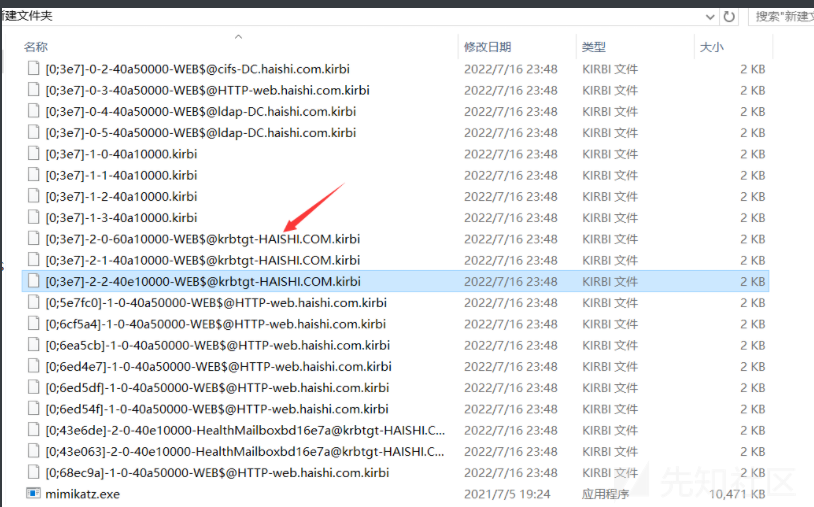 新建文件夹 搜索"新建文
名称 修改日期 类型 大小
[0;3e7]-0-2-40a50000-WEB$@cifs-DC.haishi.com.kirbi 2022/7/16 23:48 KIRBI 文件 2 KB
[0;3e7]-0-3-40a50000-WEB$@HTTP-web.haishi.com.kirbi 2022/7/16 23:48 KIRBI 文件 2 KB
[0;3e7]-0-4-40a50000-WEB$@ldap-DC.haishi.com.kirbi 2022/7/16 23:48 KIRBI 文件 2 KB
[0;3e7]-0-5-40a50000-WEB$@ldap-DC.haishi.com.kirbi 2022/7/16 23:48 KIRBI 文件 2 KB
[0;3e7]-1-0-40a10000.kirbi 2022/7/16 23:48 KIRBI 文件 2 KB
[0;3e7]-1-1-40a10000.kirbi 2022/7/16 23:48 KIRBI 文件 2 KB
[0;3e7]-1-2-40a10000.kirbi 2022/7/16 23:48 KIRBI 文件 2 KB
[0;3e7]-1-3-40a10000.kirbi 2022/7/16 23:48 KIRBI 文件 2 KB
[0;3e7]-2-0-60a10000-WEB$@krbtgt-HAISHI.COM.kirbi 2022/7/16 23:48 KIRBI 文件 2 KB
[0;3e7]-2-1-40a10000-WEB$@krbtgt-HAISHI.COM.kirbi 2022/7/16 23:48 KIRBI 文件 2 KB
[0;3e7]-2-2-40e10000-WEB$@krbtgt-HAISHI.COM.kirbi 2022/7/16 23:48 KIRBI 文件 2 KB
[0;5e7fc0]-1-0-40a50000-WEB$@HTTP-web.haishi.com.kirbi 2022/7/16 23:48 KIRBI 文件 2 KB
[0;6cf5a4]-1-0-40a50000-WEB$@HTTP-web.haishi.com.kirbi 2022/7/16 23:48 KIRBI 文件 2 KB
[0;6ea5cb]-1-0-40a50000-WEB$@HTTP-web.haishi.com.kirbi 2022/7/16 23:48 KIRBI 文件 2 KB
[0;6ed4e7]-1-0-40a50000-WEB$@HTTP-web.haishi.com.kirbi 2022/7/16 23:48 KIRBI 文件 2 KB
[0;6ed5df]-1-0-40a50000-WEB$@HTTP-web.haishi.com.kirbi 2022/7/16 23:48 KIRBI 文件 2 KB
[0;6ed54f]-1-0-40a50000-WEB$@HTTP-web.haishi.com.kirbi 2022/7/16 23:48 KIRBI 文件 2 KB
[0;43e6de]-2-0-40e10000-HealthMailboxbd16e7a@krbtgt-HAISHI.C... 2022/7/16 23:48 KIRBI 文件 2 KB
[0;43e063]-2-0-40e10000-HealthMailboxbd16e7a@krbtgt-HAISHI.C... 2022/7/16 23:48 KIRBI 文件 2 KB
[0;68ec9a]-1-0-40a50000-WEB$@HTTP-web.haishi.com.kirbi 2022/7/16 23:48 KIRBI 文件 2 KB
mimikatz.exe 2021/7/5 19:24 应用程序 10,471 KB
先知社区